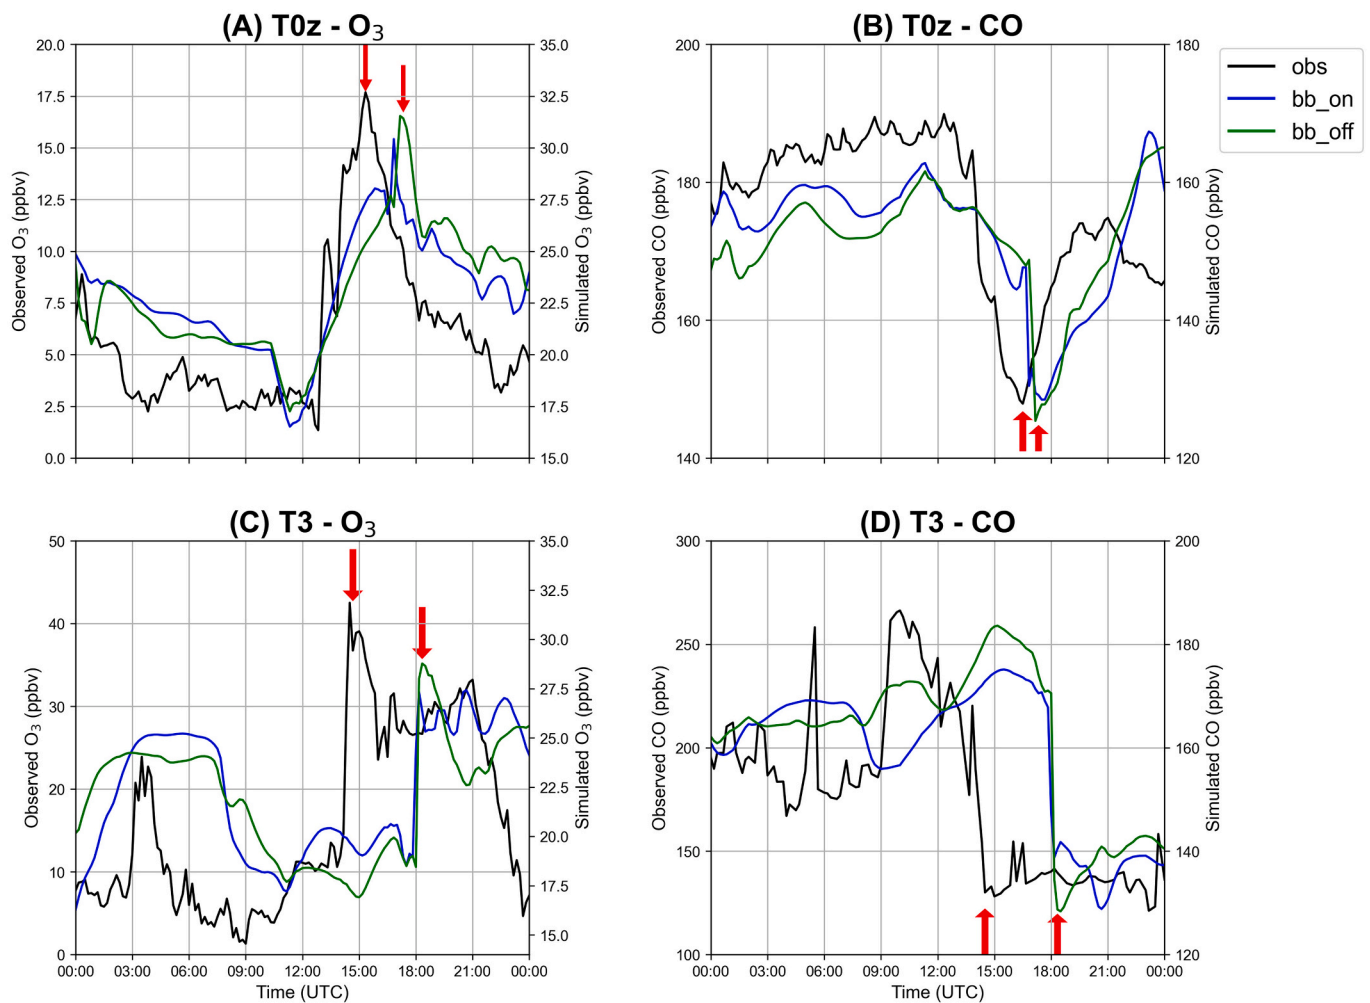 (A) T0z - O3
20.0
17.5
15.0
12.5
10.0
7.5
5.0
2.5
0.0
Observed O3 (ppbv)
35.0
32.5
30.0
27.5
25.0
22.5
20.0
17.5
15.0
Simulated O3 (ppbv)
(B) T0z - CO
200
180
160
140
Observed CO (ppbv)
180
160
140
120
Simulated CO (ppbv)
obs
bb_on
bb_off
(C) T3 - O3
50
40
30
20
10
0
Observed O3 (ppbv)
35.0
32.5
30.0
27.5
25.0
22.5
20.0
17.5
15.0
Simulated O3 (ppbv)
00:00 03:00 06:00 09:00 12:00 15:00 18:00 21:00 00:00
Time (UTC)
(D) T3 - CO
300
250
200
150
100
Observed CO (ppbv)
200
180
160
140
120
Simulated CO (ppbv)
00:00 03:00 06:00 09:00 12:00 15:00 18:00 21:00 00:00
Time (UTC)